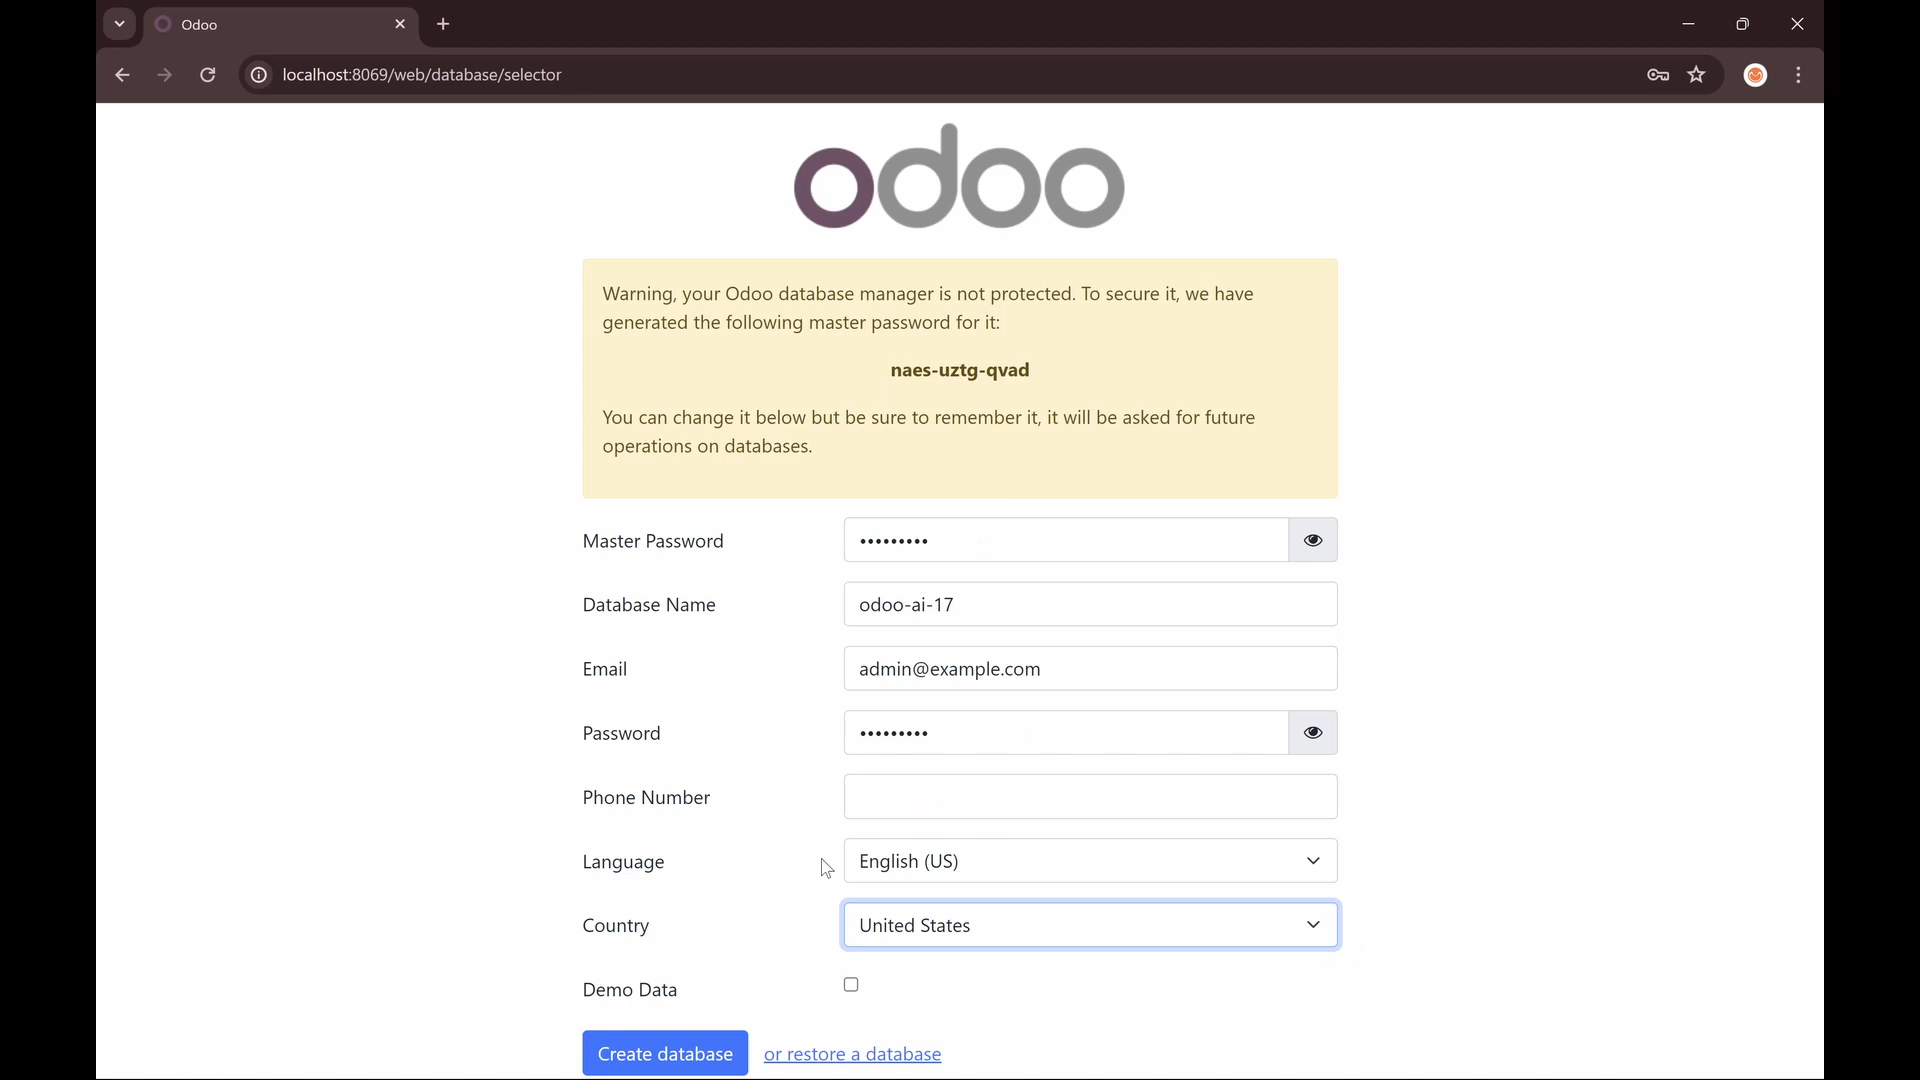 Odoo
localhost:8069/web/database/selector
odoo
Warning, your Odoo database manager is not protected. To secure it, we have
generated the following master password for it:
naes-uztg-qvad
You can change it below but be sure to remember it, it will be asked for future
operations on databases.
Master Password •••••••••
Database Name odoo-ai-17
Email admin@example.com
Password •••••••••
Phone Number
Language English (US)
Country United States
Demo Data
Create database or restore a database